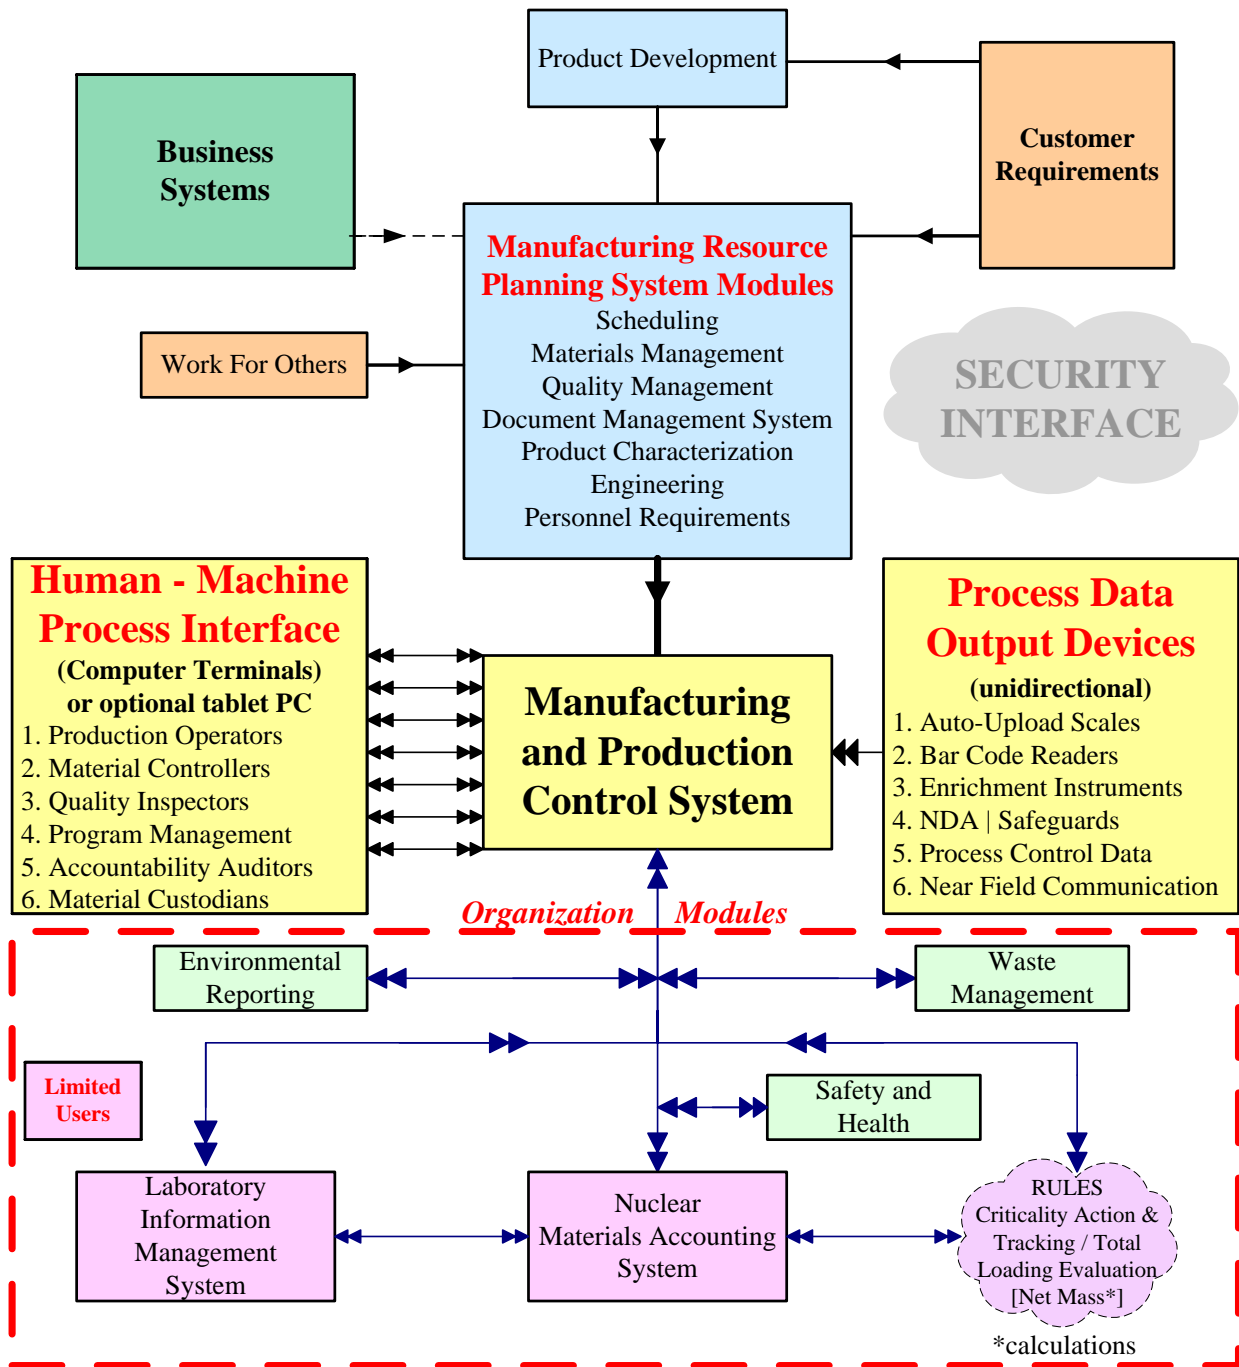 Product Development
Business
Systems
Customer
Requirements
Manufacturing Resource
Planning System Modules
Scheduling
Materials Management
Quality Management
Document Management System
Product Characterization
Engineering
Personnel Requirements
Work For Others
SECURITY
INTERFACE
Human - Machine
Process Interface
(Computer Terminals)
or optional tablet PC
1. Production Operators
2. Material Controllers
3. Quality Inspectors
4. Program Management
5. Accountability Auditors
6. Material Custodians
Manufacturing
and Production
Control System
Process Data
Output Devices
(unidirectional)
1. Auto-Upload Scales
2. Bar Code Readers
3. Enrichment Instruments
4. NDA | Safeguards
5. Process Control Data
6. Near Field Communication
Organization Modules
Environmental
Reporting
Waste
Management
Limited
Users
Safety and
Health
Laboratory
Information
Management
System
Nuclear
Materials Accounting
System
RULES
Criticality Action &
Tracking / Total
Loading Evaluation
[Net Mass*]
*calculations